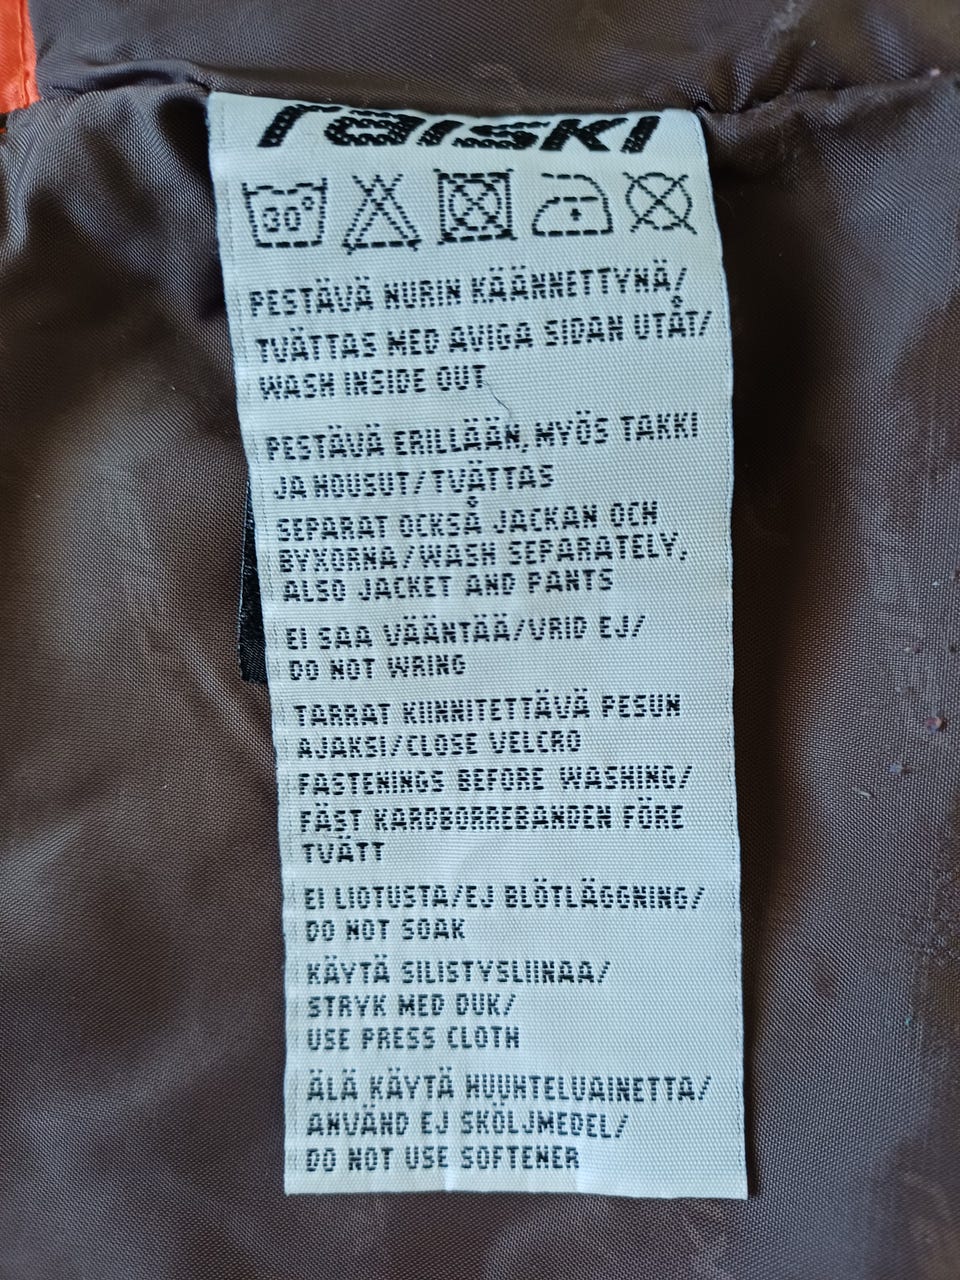 raiski
30°
PESTÄVÄ NURIN KÄÄNNETTYNÄ/
TVÄTTAS MED AVIGA SIDAN UTÅT/
WASH INSIDE OUT
PESTÄVÄ ERILLÄÄN, MYÖS TAKKI
JA HOUSUT/TVÄTTAS
SEPARAT OCKSÅ JACKAN OCH
BYXORNA/WASH SEPARATELY,
ALSO JACKET AND PANTS
EI SAA VÄÄNTÄÄ/VRID EJ/
DO NOT WRING
TARRAT KIINNITETTÄVÄ PESUN
AJAKSI/CLOSE VELCRO
FASTENINGS BEFORE WASHING/
FÄST KARDBORREBANDEN FÖRE
TVÄTT
EI LIOTUSTA/EJ BLÖTLÄGGNING/
DO NOT SOAK
KÄYTÄ SILISTYSLIINAA/
STRYK MED DUK/
USE PRESS CLOTH
ÄLÄ KÄYTÄ HUUHTELUAINETTA/
ANVÄND EJ SKÖLJMEDEL/
DO NOT USE SOFTENER